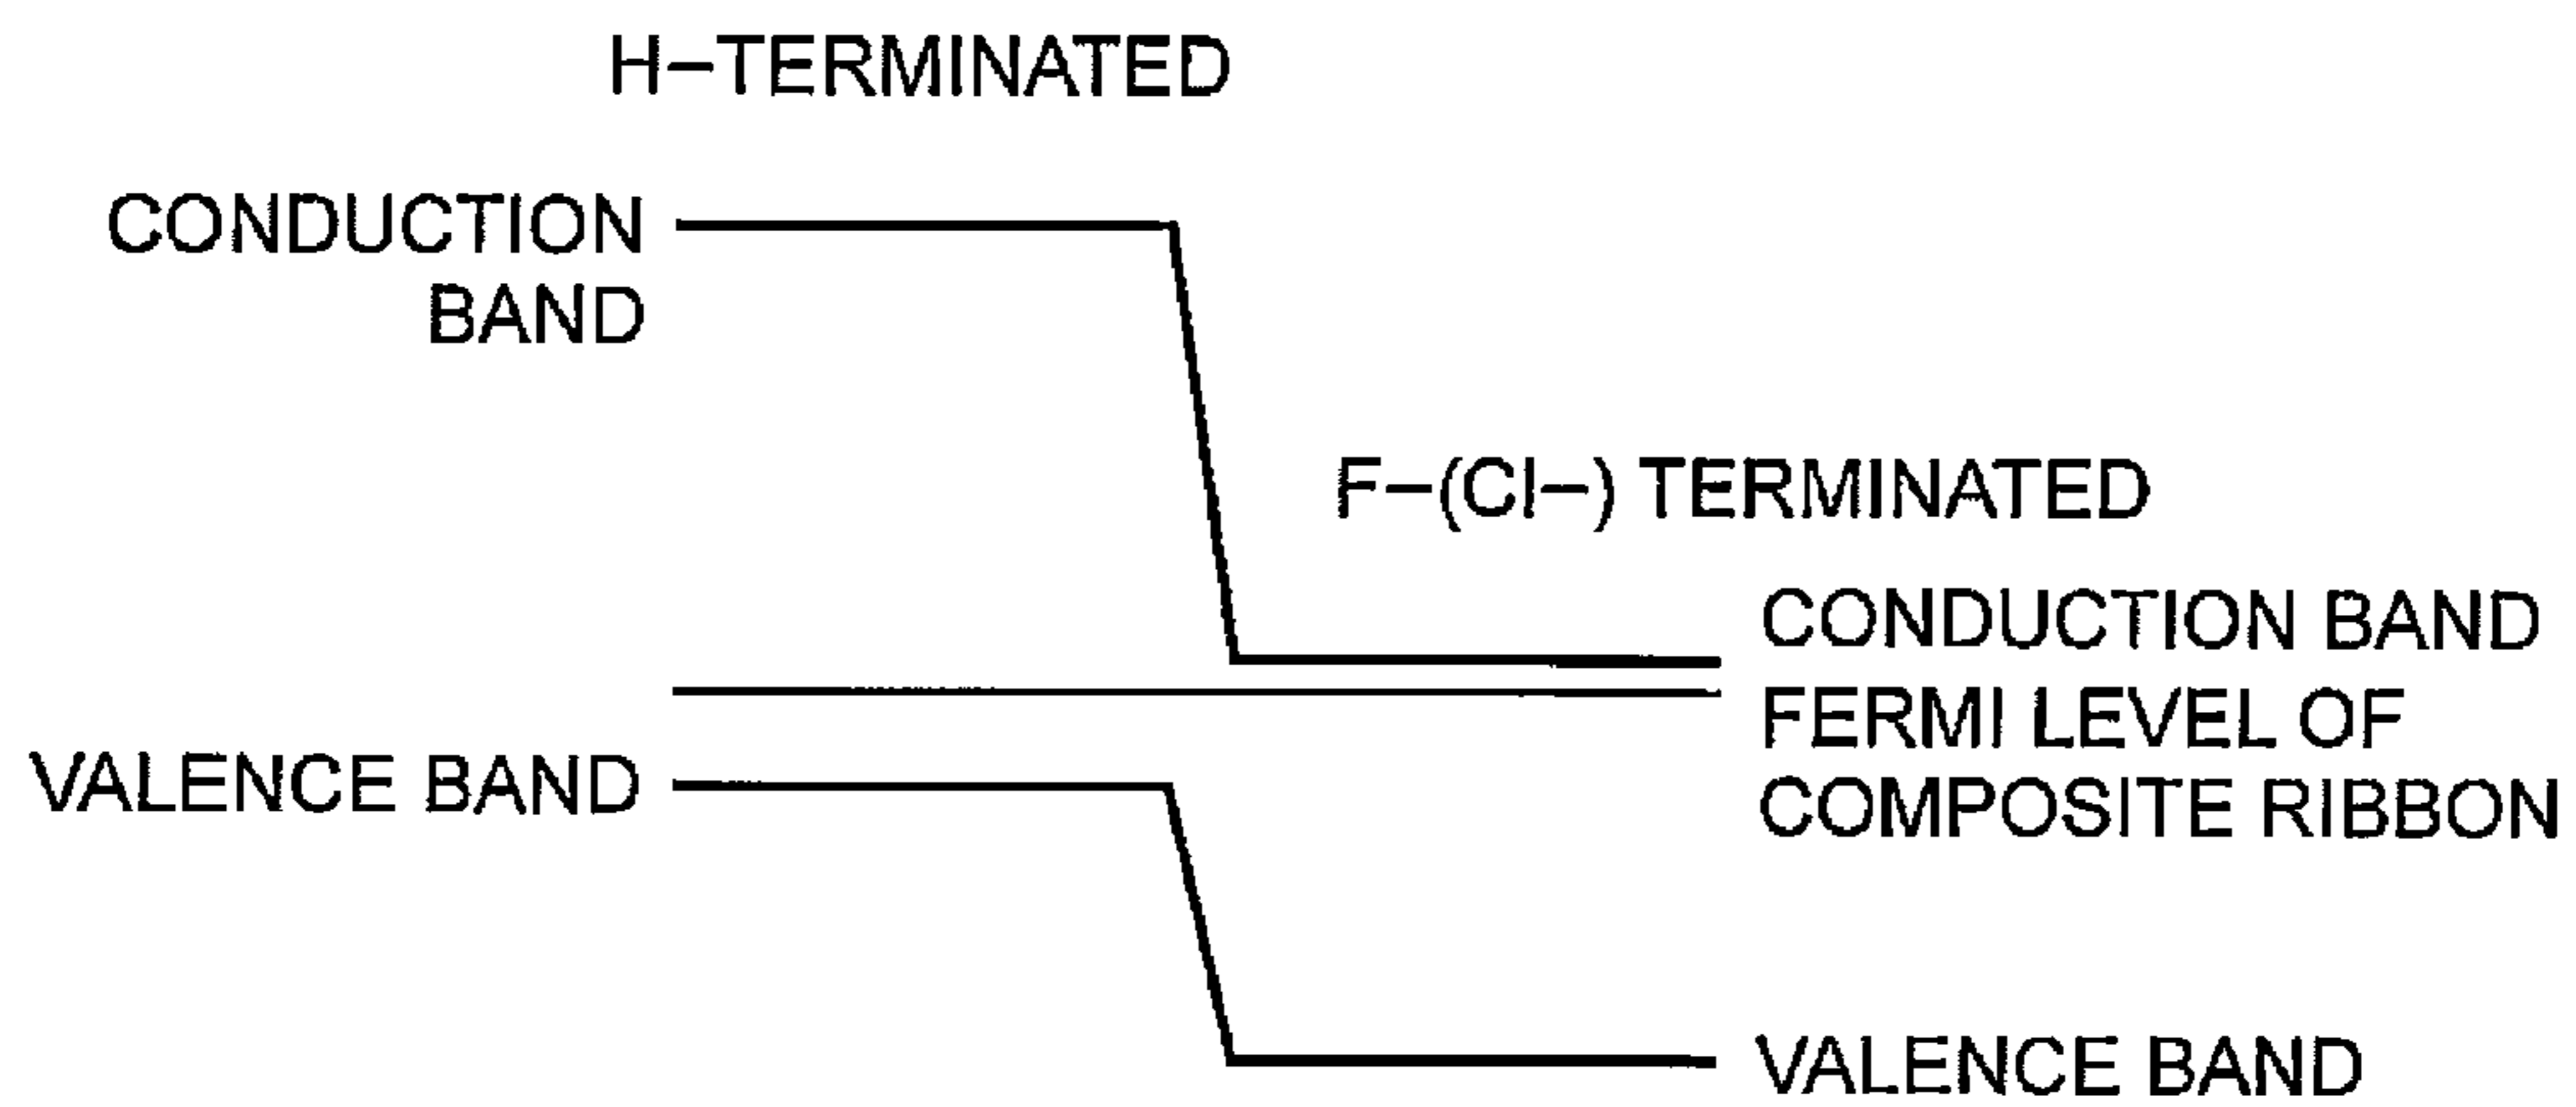 H–TERMINATED
CONDUCTION
BAND
F–(Cl–) TERMINATED
CONDUCTION BAND
FERMI LEVEL OF
COMPOSITE RIBBON
VALENCE BAND
VALENCE BAND